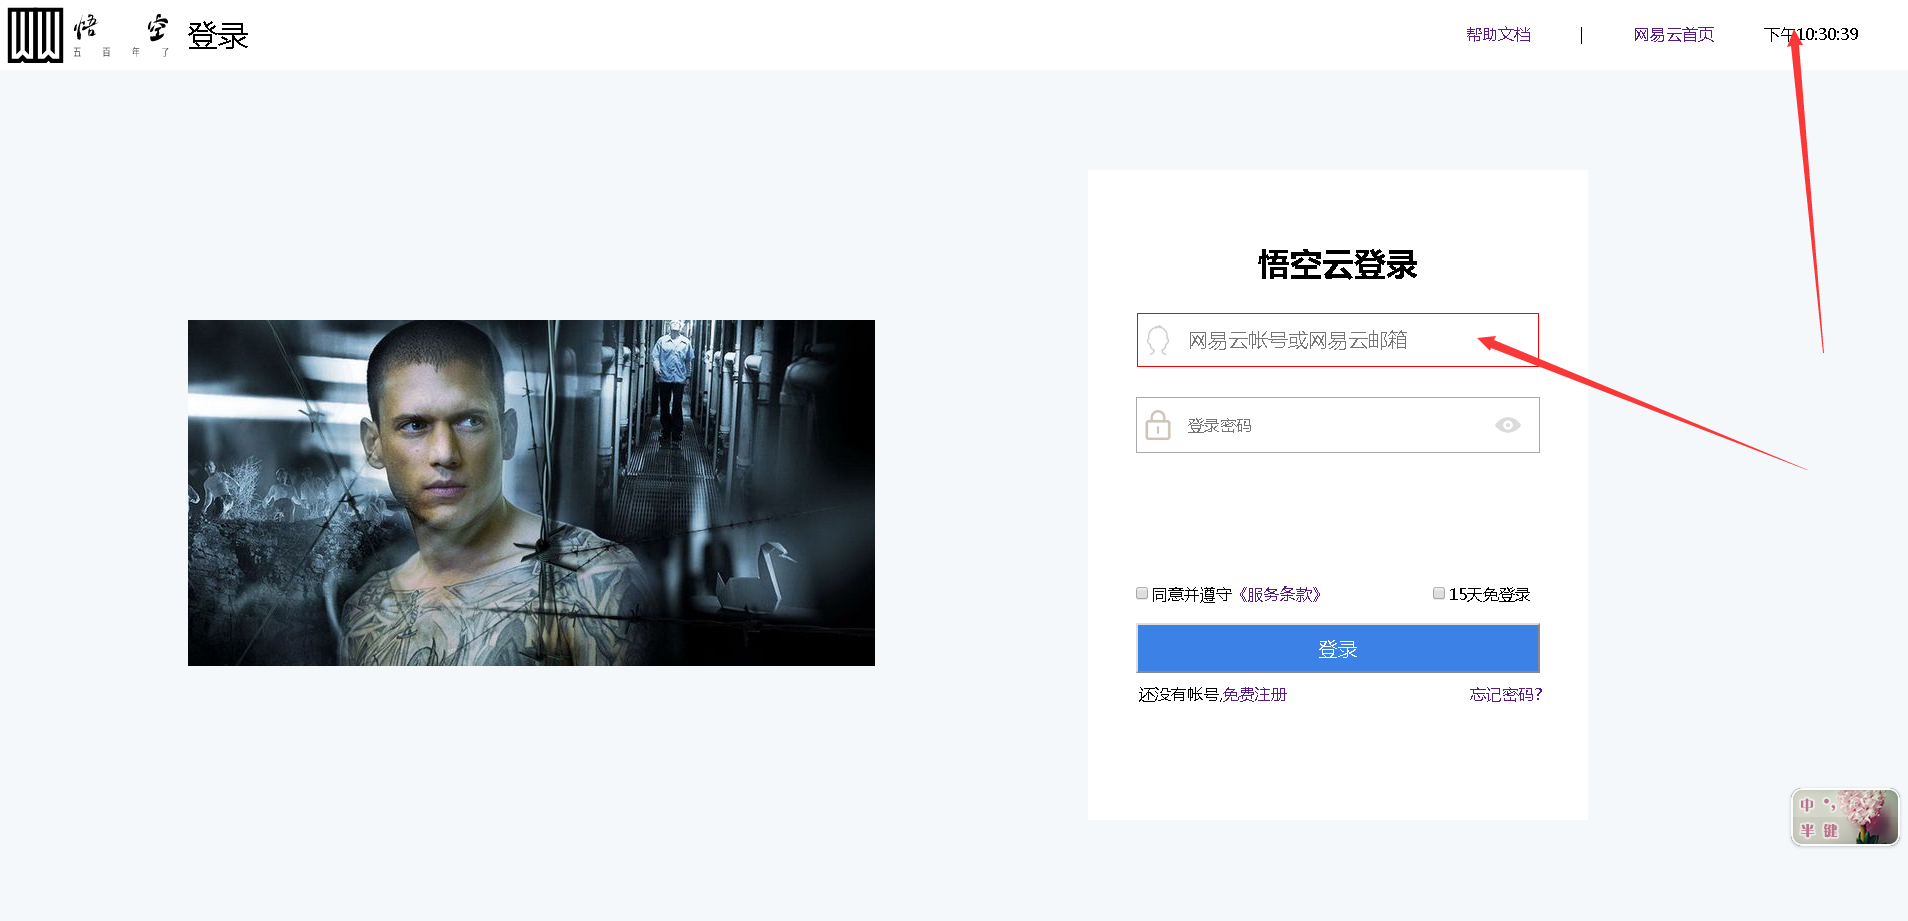 悟空
五百年了
登录
帮助文档 | 网易云首页 下午10:30:39
悟空云登录
网易云帐号或网易云邮箱
登录密码
同意并遵守《服务条款》 15天免登录
登录
还没有帐号,免费注册 忘记密码?
中 •,
半 键